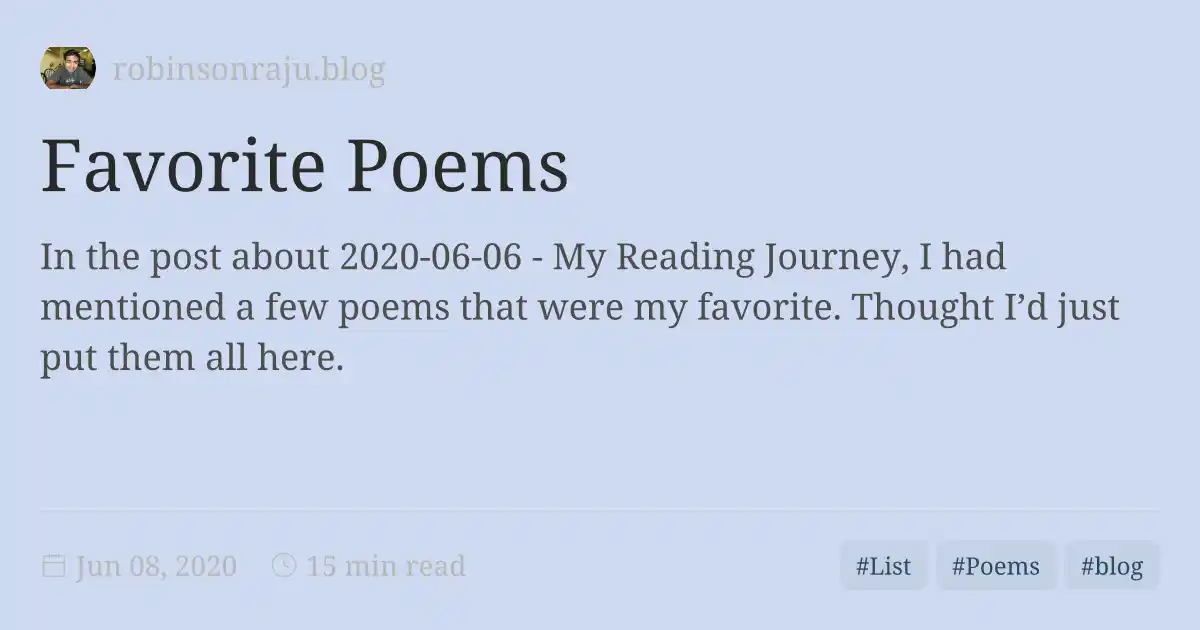 robinsonraju.blog
Favorite Poems
In the post about 2020-06-06 - My Reading Journey, I had
mentioned a few poems that were my favorite. Thought I’d just
put them all here.
Jun 08, 2020 15 min read #List #Poems #blog